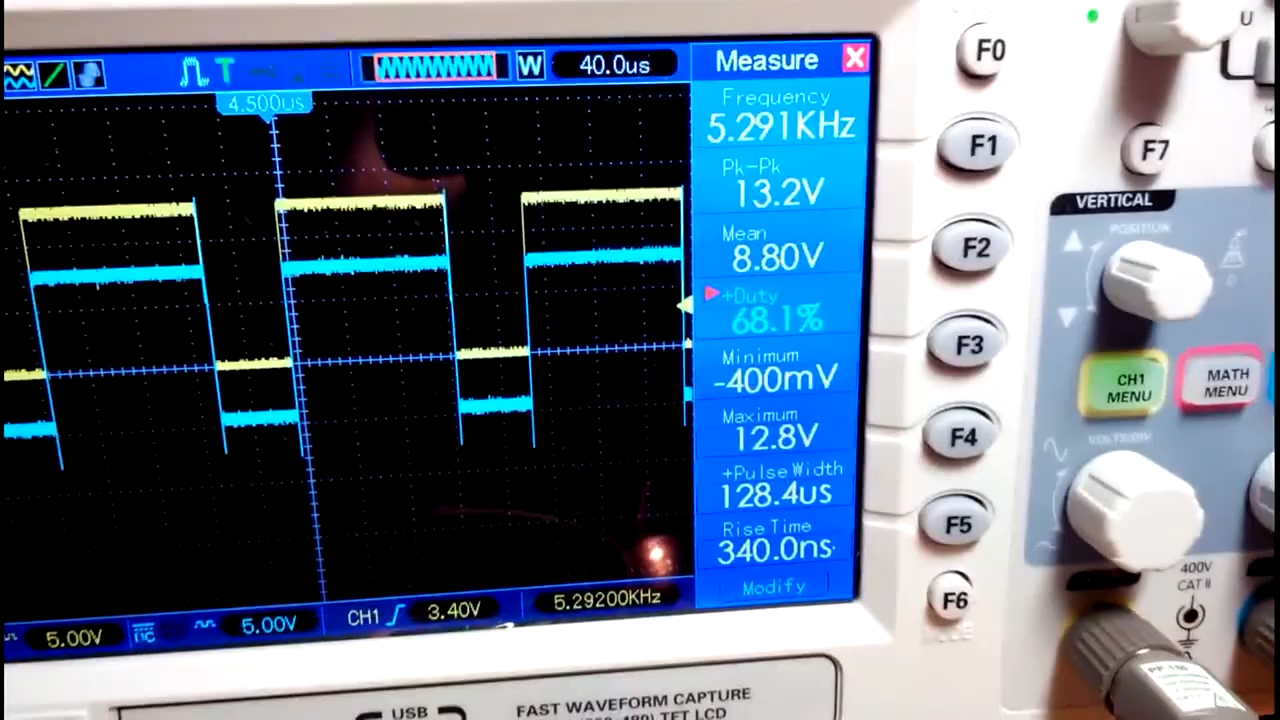 W
40.0us
Measure
X
F0
U
4.500us
Frequency
5.291KHz
F1
F7
Pk-Pk
13.2V
VERTICAL
POSITION
Mean
8.80V
F2
+Duty
68.1%
F3
Minimum
-400mV
CH1
MENU
MATH
MENU
Maximum
12.8V
F4
VOLTS/DIV
+Pulse Width
128.4us
F5
Rise Time
340.0ns
400V
CAT II
Modify
F6
5.00V
5.00V
CH1
3.40V
5.29200KHz
USB
FAST WAVEFORM CAPTURE
TFT LCD